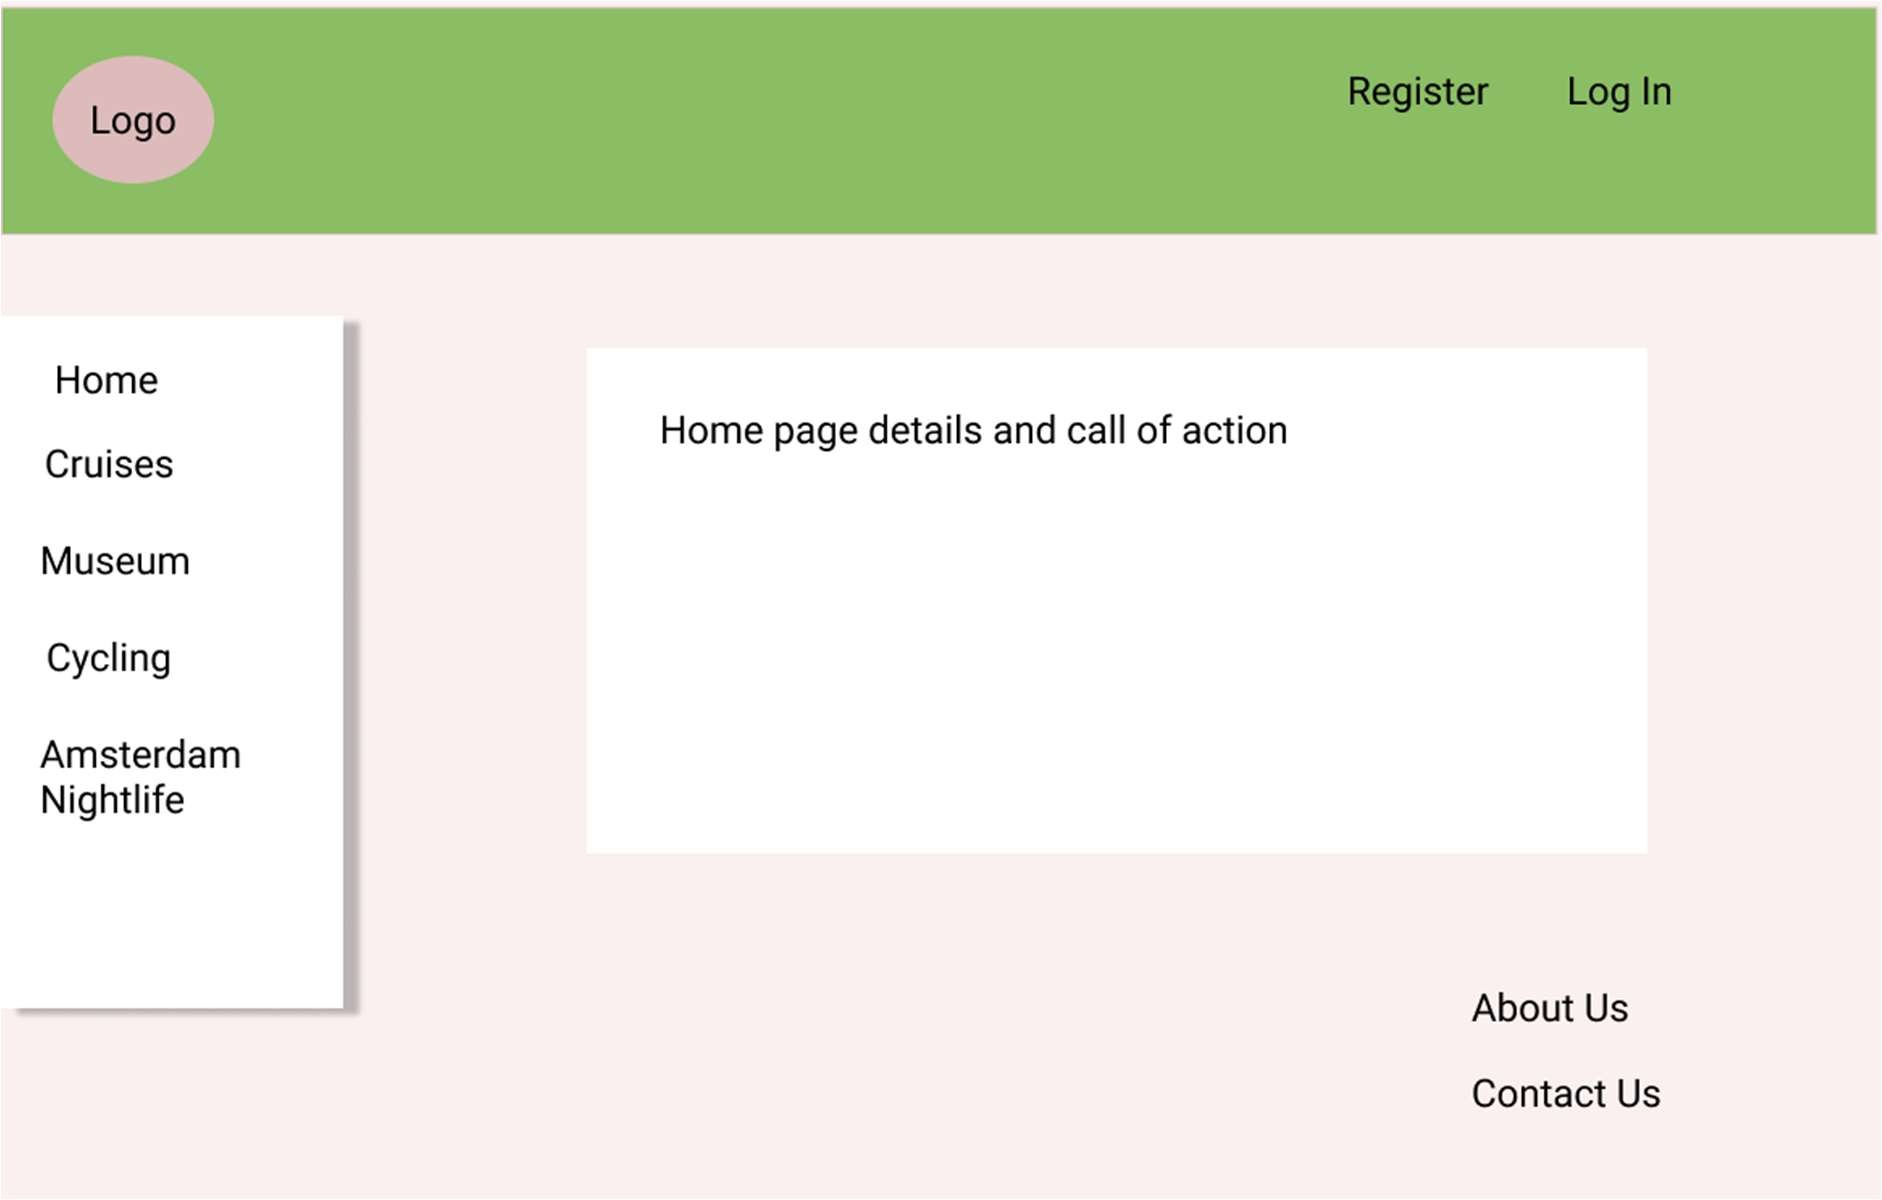 Logo
Register
Log In
Home
Cruises
Museum
Cycling
Amsterdam
Nightlife
Home page details and call of action
About Us
Contact Us